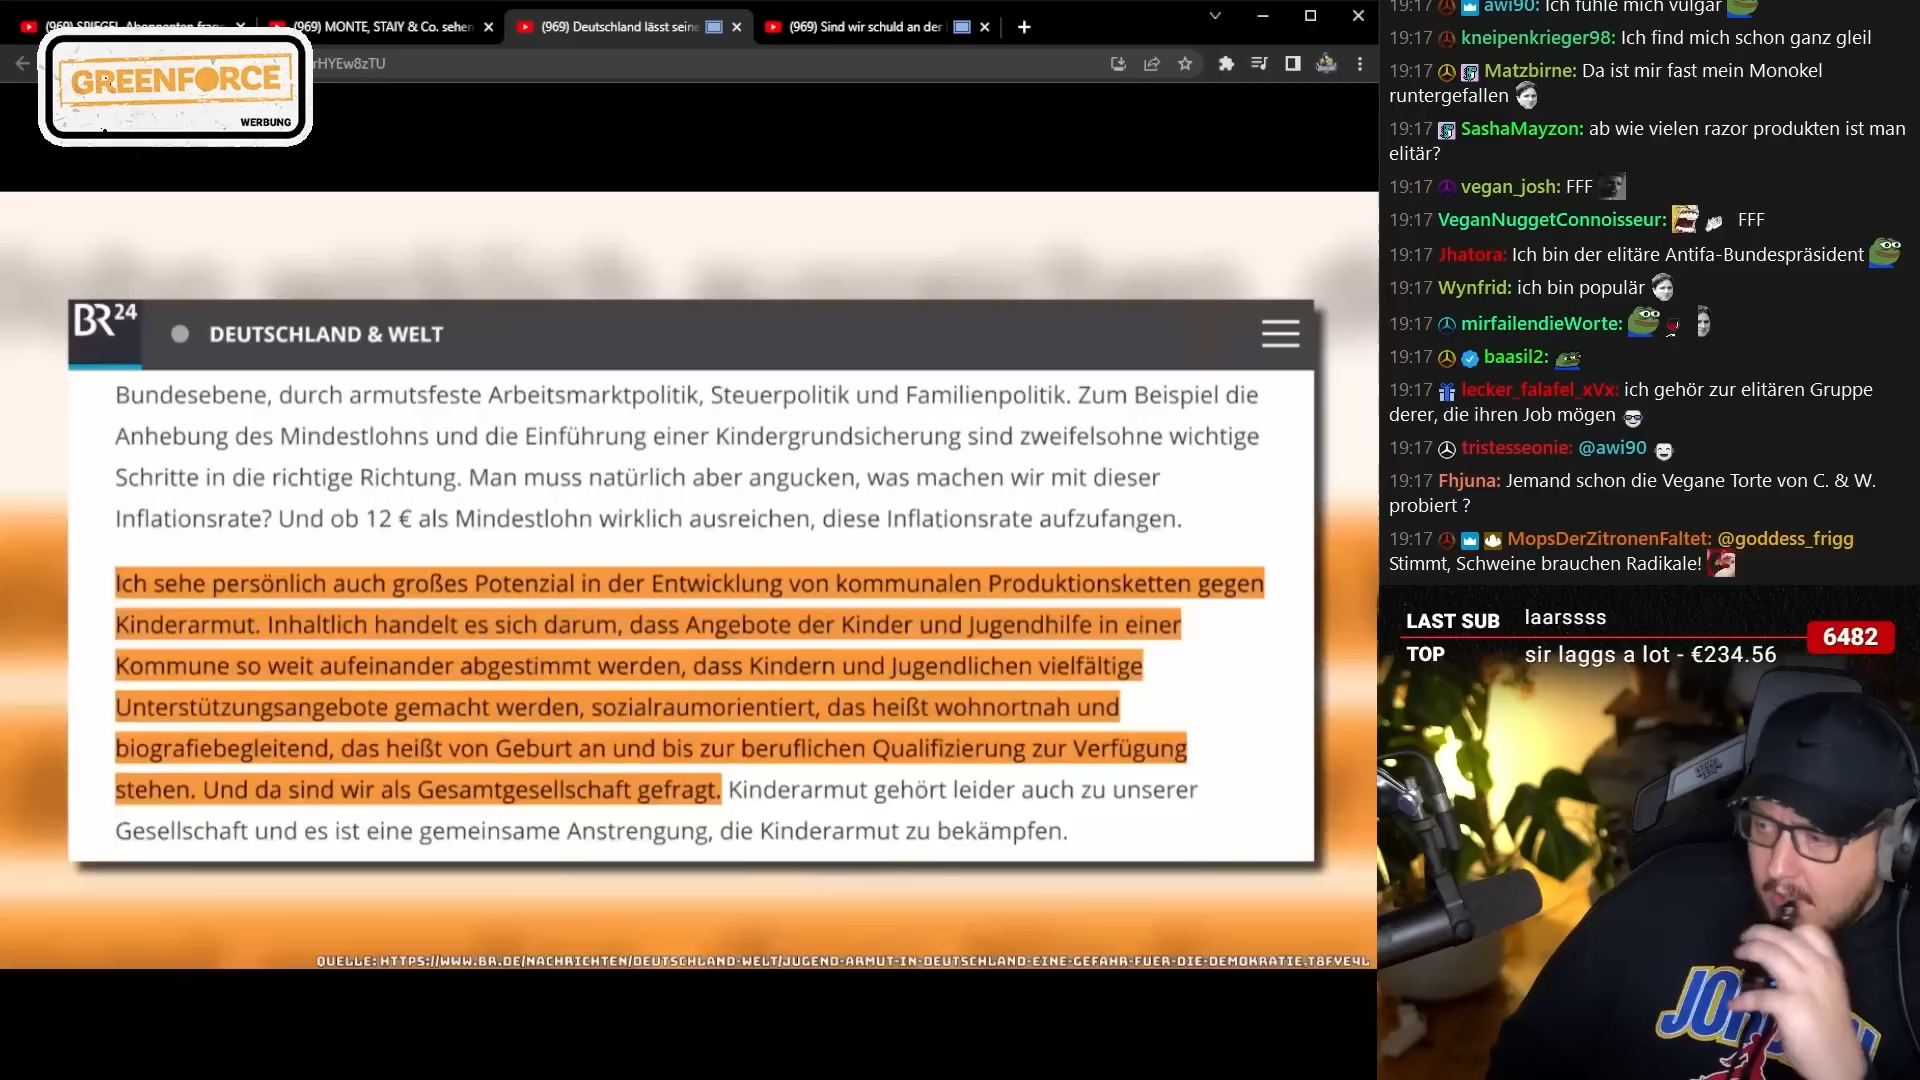 (969) SPIEGEL-Abonnenten frage
(969) MONTE, STAIY & Co. sehen
(969) Deutschland lässt seine
(969) Sind wir schuld an der
rHYEw8zTU
GREENFORCE
WERBUNG
BR24
DEUTSCHLAND & WELT
Bundesebene, durch armutsfeste Arbeitsmarktpolitik, Steuerpolitik und Familienpolitik. Zum Beispiel die
Anhebung des Mindestlohns und die Einführung einer Kindergrundsicherung sind zweifelsohne wichtige
Schritte in die richtige Richtung. Man muss natürlich aber angucken, was machen wir mit dieser
Inflationsrate? Und ob 12 € als Mindestlohn wirklich ausreichen, diese Inflationsrate aufzufangen.
Ich sehe persönlich auch großes Potenzial in der Entwicklung von kommunalen Produktionsketten gegen
Kinderarmut. Inhaltlich handelt es sich darum, dass Angebote der Kinder und Jugendhilfe in einer
Kommune so weit aufeinander abgestimmt werden, dass Kindern und Jugendlichen vielfältige
Unterstützungsangebote gemacht werden, sozialraumorientiert, das heißt wohnortnah und
biografiebegleitend, das heißt von Geburt an und bis zur beruflichen Qualifizierung zur Verfügung
stehen. Und da sind wir als Gesamtgesellschaft gefragt. Kinderarmut gehört leider auch zu unserer
Gesellschaft und es ist eine gemeinsame Anstrengung, die Kinderarmut zu bekämpfen.
QUELLE: HTTPS://WWW.BR.DE/NACHRICHTEN/DEUTSCHLAND-WELT/JUGEND-ARMUT-IN-DEUTSCHLAND-EINE-GEFAHR-FUER-DIE-DEMOKRATIE,T8FVE4L
19:17 awi90: Ich fühle mich vulgär
19:17 kneipenkrieger98: Ich find mich schon ganz gleil
19:17 Matzbirne: Da ist mir fast mein Monokel
runtergefallen
19:17 SashaMayzon: ab wie vielen razor produkten ist man
elitär?
19:17 vegan_josh: FFF
19:17 VeganNuggetConnoisseur: FFF
19:17 Jhatora: Ich bin der elitäre Antifa-Bundespräsident
19:17 Wynfrid: ich bin populär
19:17 mirfailendieWorte:
19:17 baasil2:
19:17 lecker_falafel_xVx: ich gehör zur elitären Gruppe
derer, die ihren Job mögen
19:17 tristesseonie: @awi90
19:17 Fhjuna: Jemand schon die Vegane Torte von C. & W.
probiert ?
19:17 MopsDerZitronenFaltet: @goddess_frigg
Stimmt, Schweine brauchen Radikale!
LAST SUB laarssss
6482
TOP sir laggs a lot - €234.56